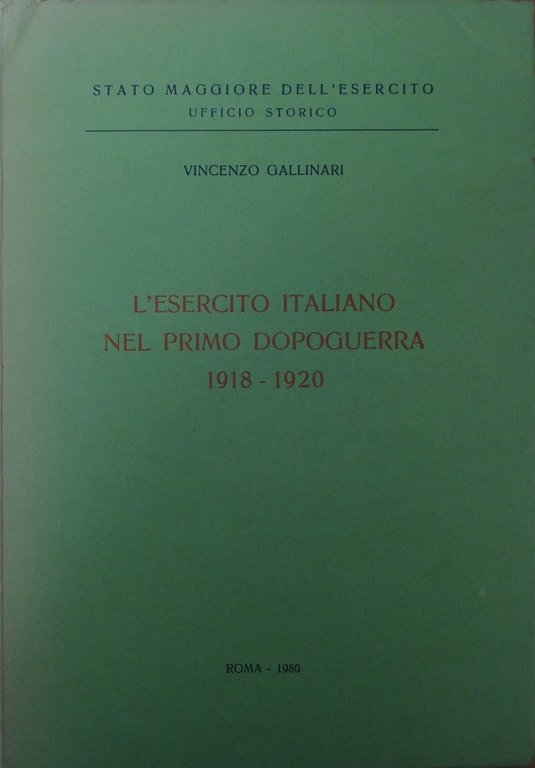 STATO MAGGIORE DELL'ESERCITO
UFFICIO STORICO
VINCENZO GALLINARI
L'ESERCITO ITALIANO
NEL PRIMO DOPOGUERRA
1918 - 1920
ROMA - 1980